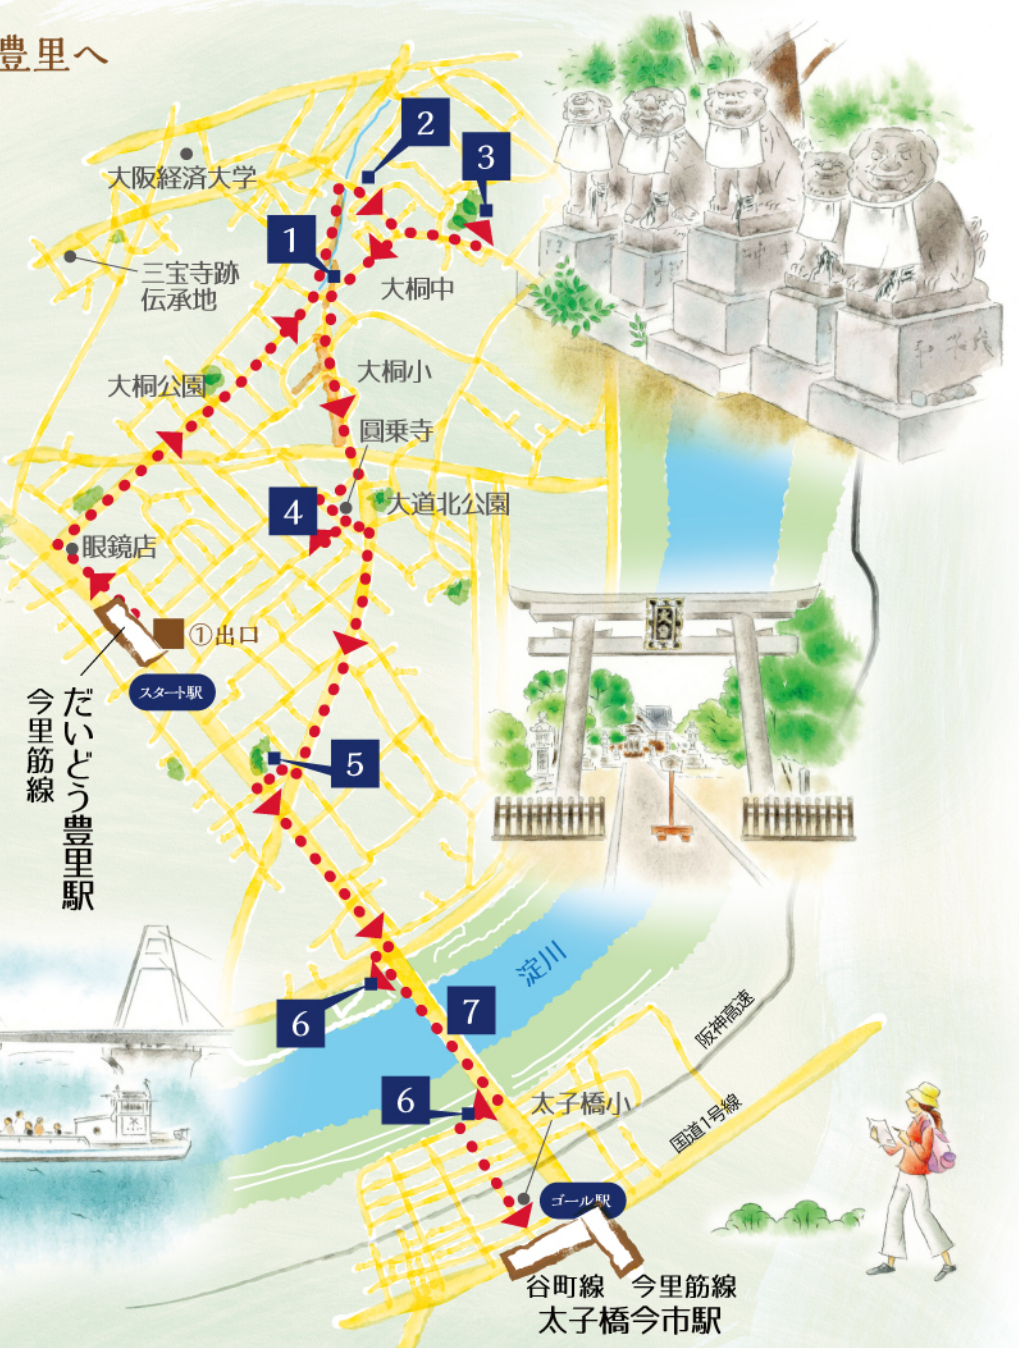 豊里へ
2
3
大阪経済大学
1
三宝寺跡
伝承地
大桐中
大桐公園
大桐小
圓乗寺
4
大道北公園
眼鏡店
①出口
スタート駅
だいどう豊里駅
今里筋線
5
淀川
6
7
阪神高速
6
太子橋小
国道1号線
ゴール駅
谷町線
今里筋線
太子橋今市駅